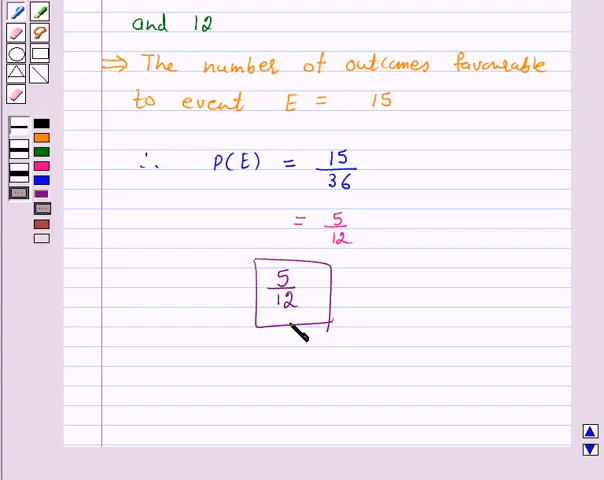 and 12
⇒ The number of outcomes favourable
to event E = 15
∴ P(E) = 15/36
= 5/12
5/12